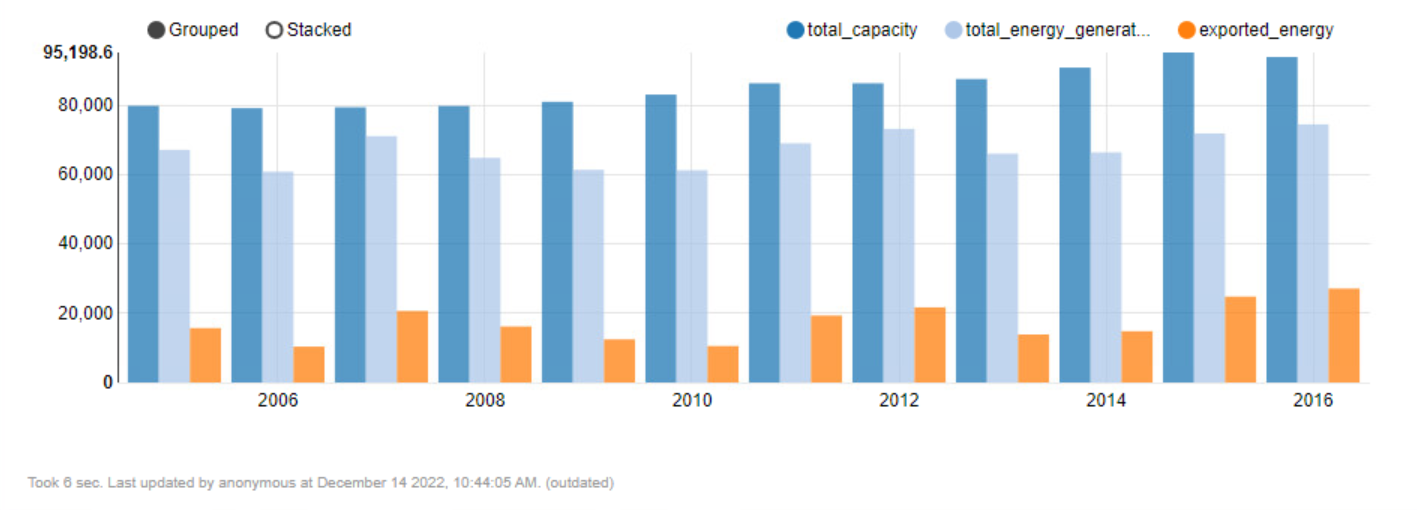 Grouped Stacked total_capacity total_energy_generat... exported_energy
95,198.6
80,000
60,000
40,000
20,000
0
2006 2008 2010 2012 2014 2016
Took 6 sec. Last updated by anonymous at December 14 2022, 10:44:05 AM. (outdated)